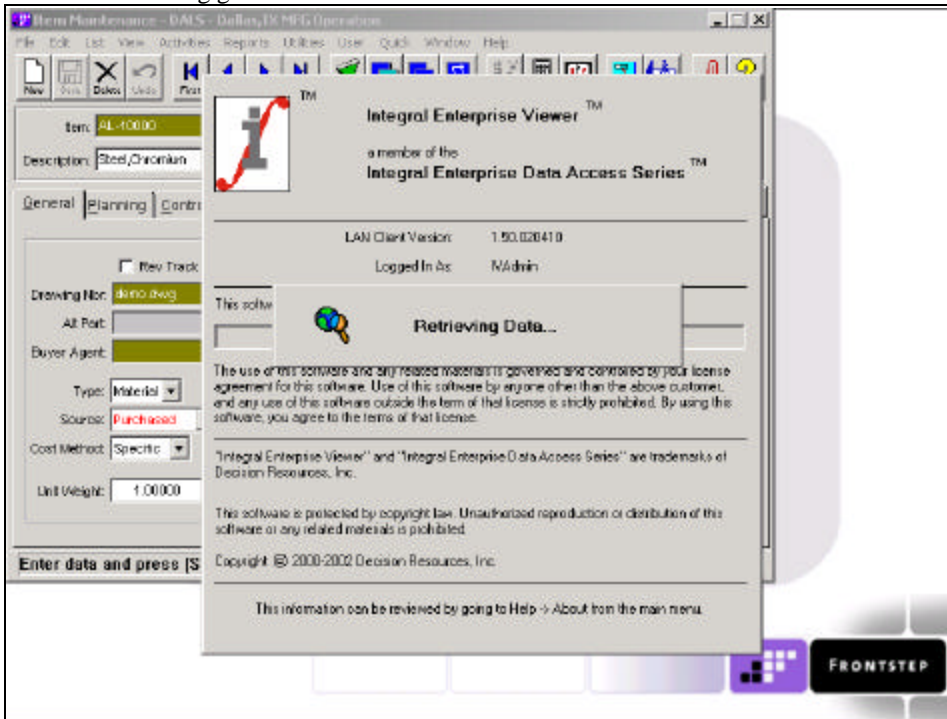 Item Maintenance - DALS - Dallas, TX MFG Operation
File Edit List View Activities Reports Utilities User Quick Window Help
New Save Delete Undo First
Item: AL-10000
Description: Steel,Chromium
General Planning Contr
Rev Track
Drawing Nbr: demo.dwg
Alt Part:
Buyer Agent:
Type: Material
Source: Purchased
Cost Method: Specific
Unit Weight: 1.00000
Enter data and press [S
TM
Integral Enterprise Viewer TM
a member of the
Integral Enterprise Data Access Series TM
LAN Client Version: 1.50.020410
Logged In As: IVAdmin
This softw
Retrieving Data...
The use of this software and any related materials is governed and controlled by your license
agreement for this software. Use of this software by anyone other than the above customer,
and any use of this software outside the term of that license is strictly prohibited. By using this
software, you agree to the terms of that license.
"Integral Enterprise Viewer" and "Integral Enterprise Data Access Series" are trademarks of
Decision Resources, Inc.
This software is protected by copyright law. Unauthorized reproduction or distribution of this
software or any related materials is prohibited.
Copyright © 2000-2002 Decision Resources, Inc.
This information can be reviewed by going to Help -> About from the main menu.
FRONTSTEP